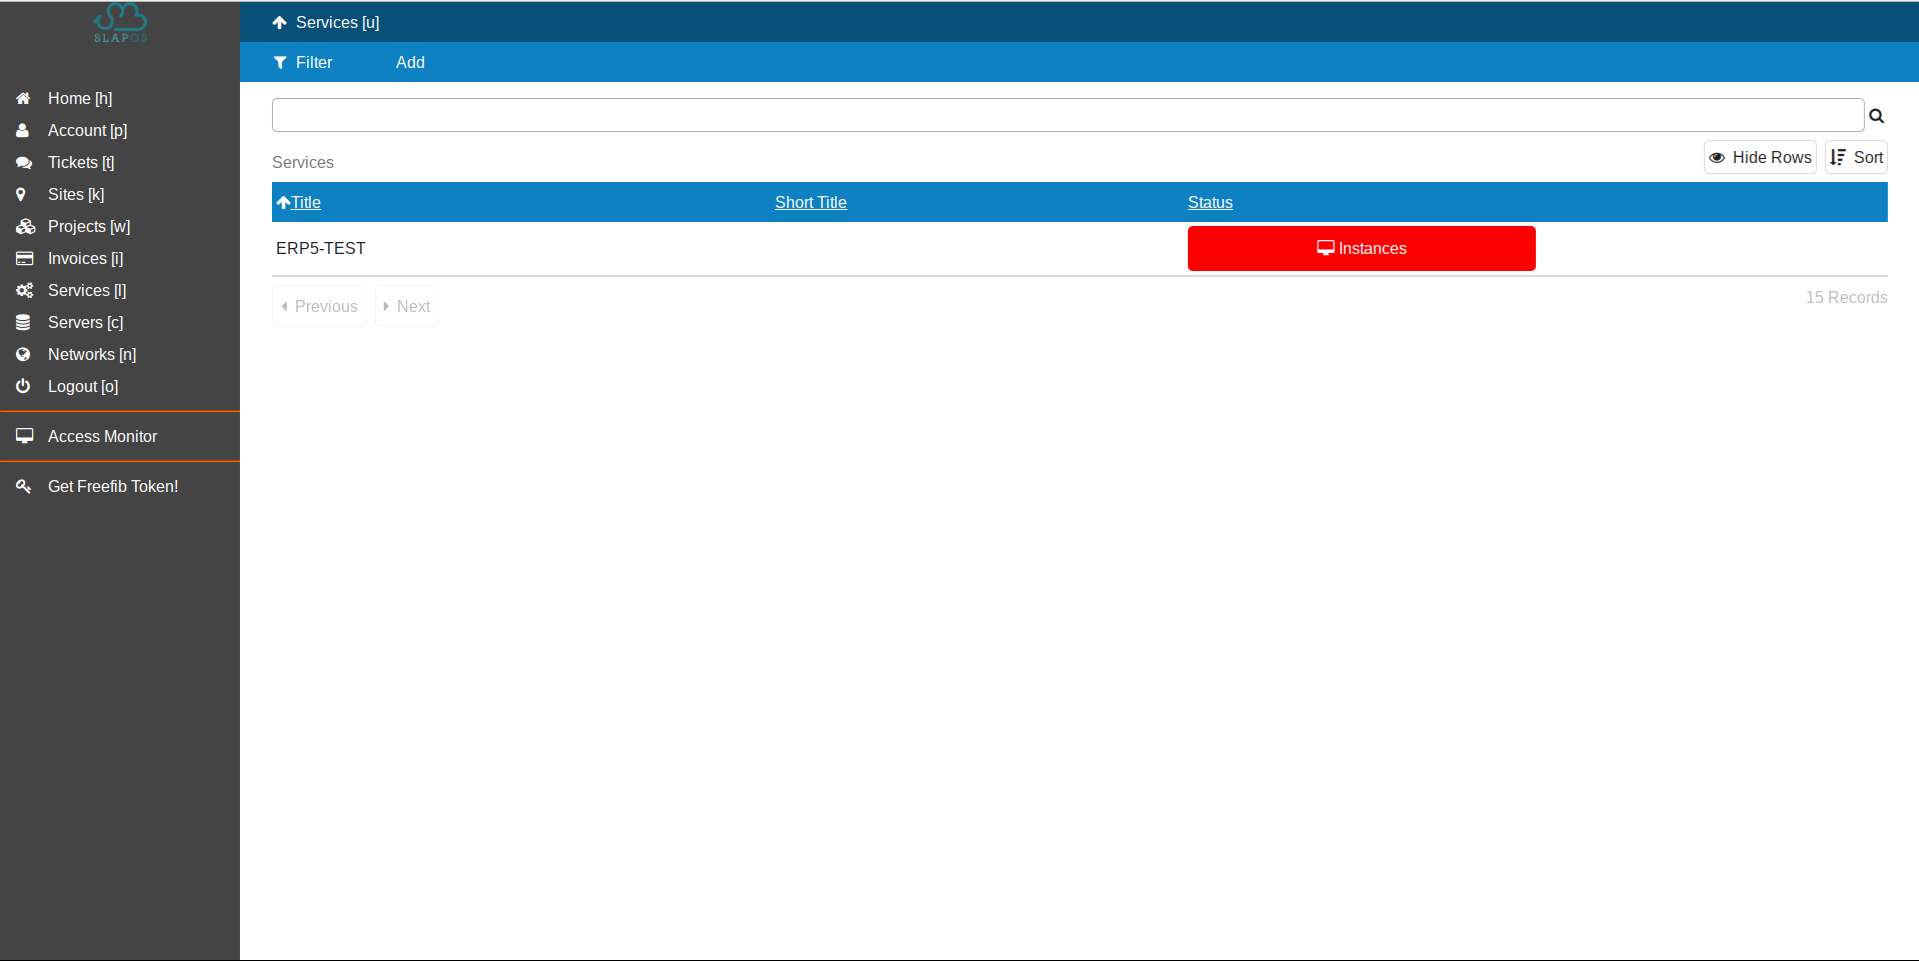 SLAPOS
Home [h]
Account [p]
Tickets [t]
Sites [k]
Projects [w]
Invoices [i]
Services [l]
Servers [c]
Networks [n]
Logout [o]
Access Monitor
Get Freefib Token!
Services [u]
Filter Add
Services Hide Rows Sort
Title Short Title Status
ERP5-TEST Instances
Previous Next 15 Records